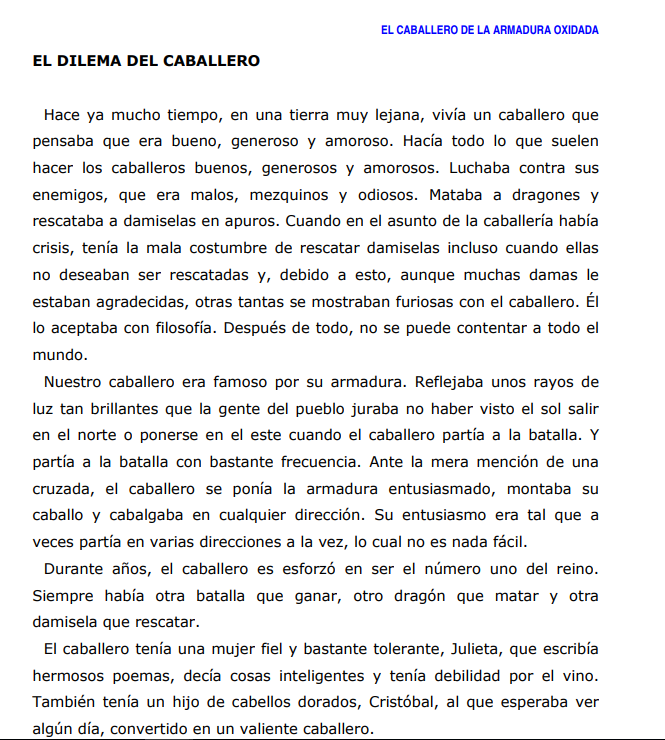 EL CABALLERO DE LA ARMADURA OXIDADA
EL DILEMA DEL CABALLERO
Hace ya mucho tiempo, en una tierra muy lejana, vivía un caballero que
pensaba que era bueno, generoso y amoroso. Hacía todo lo que suelen
hacer los caballeros buenos, generosos y amorosos. Luchaba contra sus
enemigos, que era malos, mezquinos y odiosos. Mataba a dragones y
rescataba a damiselas en apuros. Cuando en el asunto de la caballería había
crisis, tenía la mala costumbre de rescatar damiselas incluso cuando ellas
no deseaban ser rescatadas y, debido a esto, aunque muchas damas le
estaban agradecidas, otras tantas se mostraban furiosas con el caballero. Él
lo aceptaba con filosofía. Después de todo, no se puede contentar a todo el
mundo.
Nuestro caballero era famoso por su armadura. Reflejaba unos rayos de
luz tan brillantes que la gente del pueblo juraba no haber visto el sol salir
en el norte o ponerse en el este cuando el caballero partía a la batalla. Y
partía a la batalla con bastante frecuencia. Ante la mera mención de una
cruzada, el caballero se ponía la armadura entusiasmado, montaba su
caballo y cabalgaba en cualquier dirección. Su entusiasmo era tal que a
veces partía en varias direcciones a la vez, lo cual no es nada fácil.
Durante años, el caballero es esforzó en ser el número uno del reino.
Siempre había otra batalla que ganar, otro dragón que matar y otra
damisela que rescatar.
El caballero tenía una mujer fiel y bastante tolerante, Julieta, que escribía
hermosos poemas, decía cosas inteligentes y tenía debilidad por el vino.
También tenía un hijo de cabellos dorados, Cristóbal, al que esperaba ver
algún día, convertido en un valiente caballero.